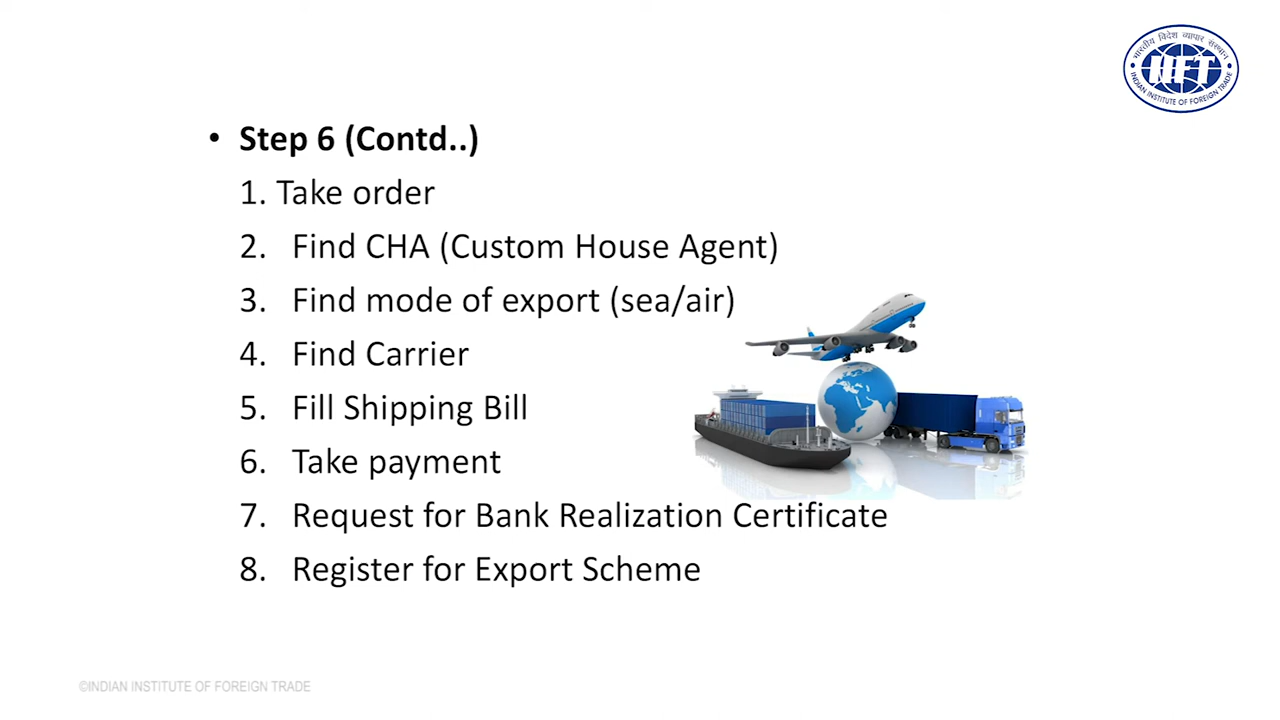 भारतीय विदेश व्यापार संस्थान
IIFT
INDIAN INSTITUTE OF FOREIGN TRADE
• Step 6 (Contd..)
1. Take order
2. Find CHA (Custom House Agent)
3. Find mode of export (sea/air)
4. Find Carrier
5. Fill Shipping Bill
6. Take payment
7. Request for Bank Realization Certificate
8. Register for Export Scheme
©INDIAN INSTITUTE OF FOREIGN TRADE